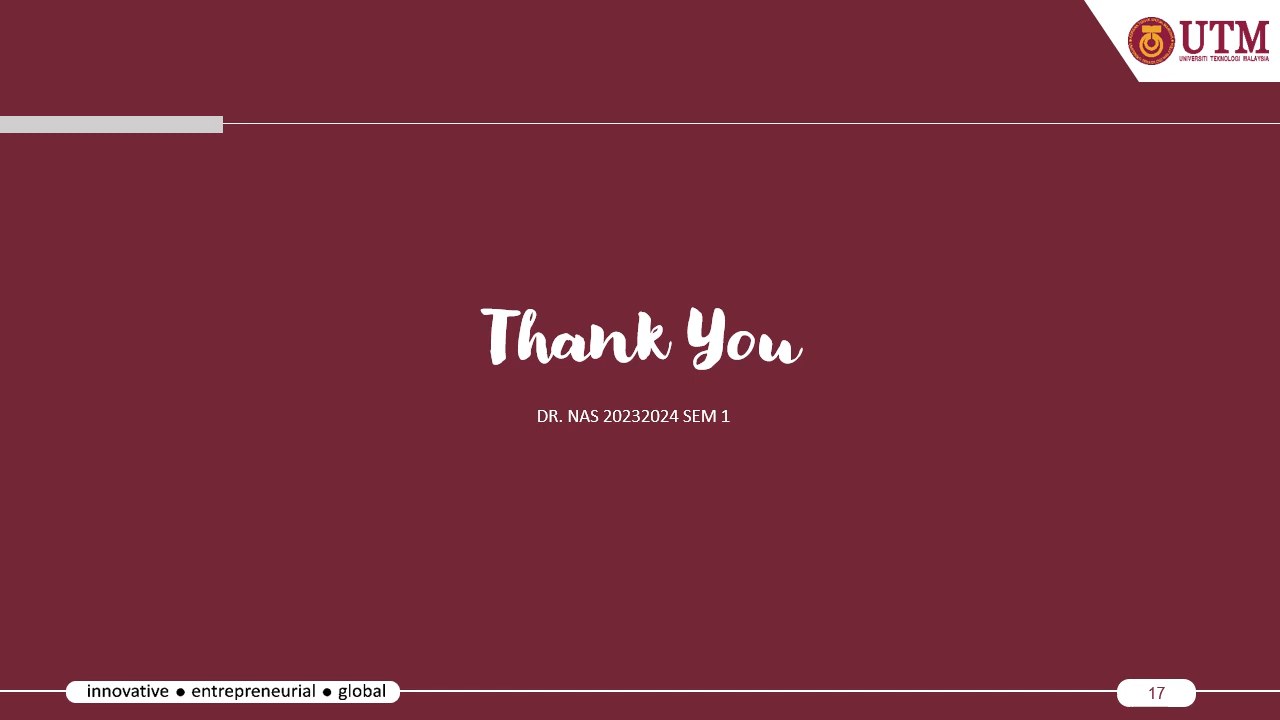 UTM
UNIVERSITI TEKNOLOGI MALAYSIA
Thank You
DR. NAS 20232024 SEM 1
innovative ● entrepreneurial ● global
17